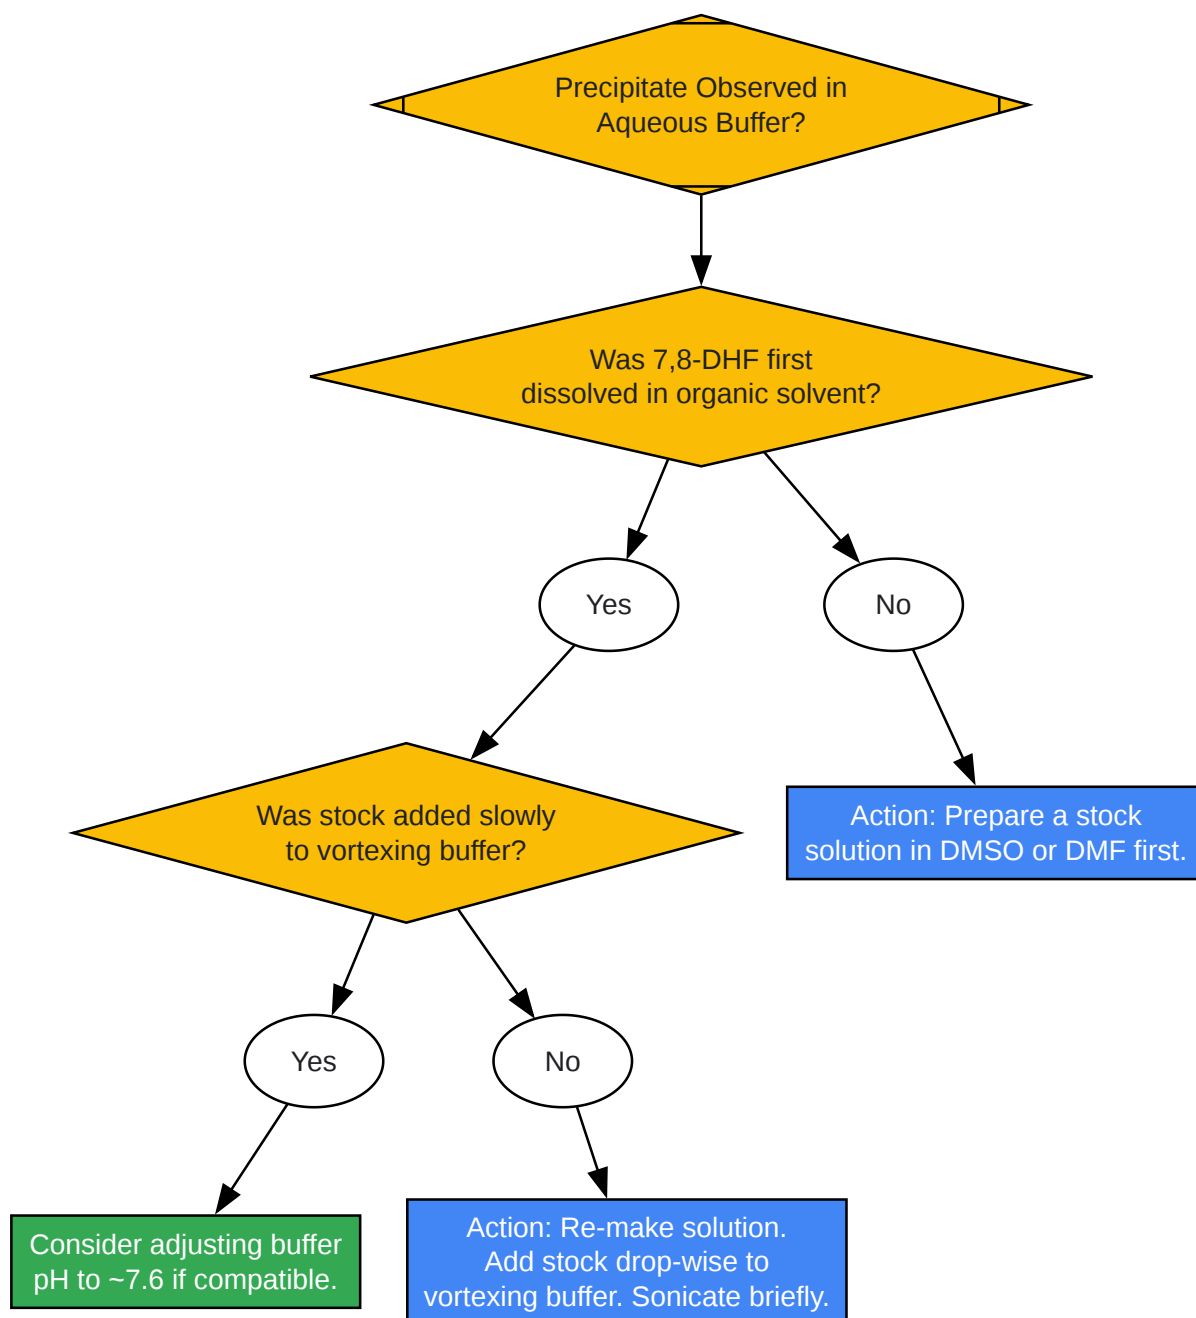 Precipitate Observed in
Aqueous Buffer?
Was 7,8-DHF first
dissolved in organic solvent?
Yes
No
Was stock added slowly
to vortexing buffer?
Action: Prepare a stock
solution in DMSO or DMF first.
Yes
No
Consider adjusting buffer
pH to ~7.6 if compatible.
Action: Re-make solution.
Add stock drop-wise to
vortexing buffer. Sonicate briefly.